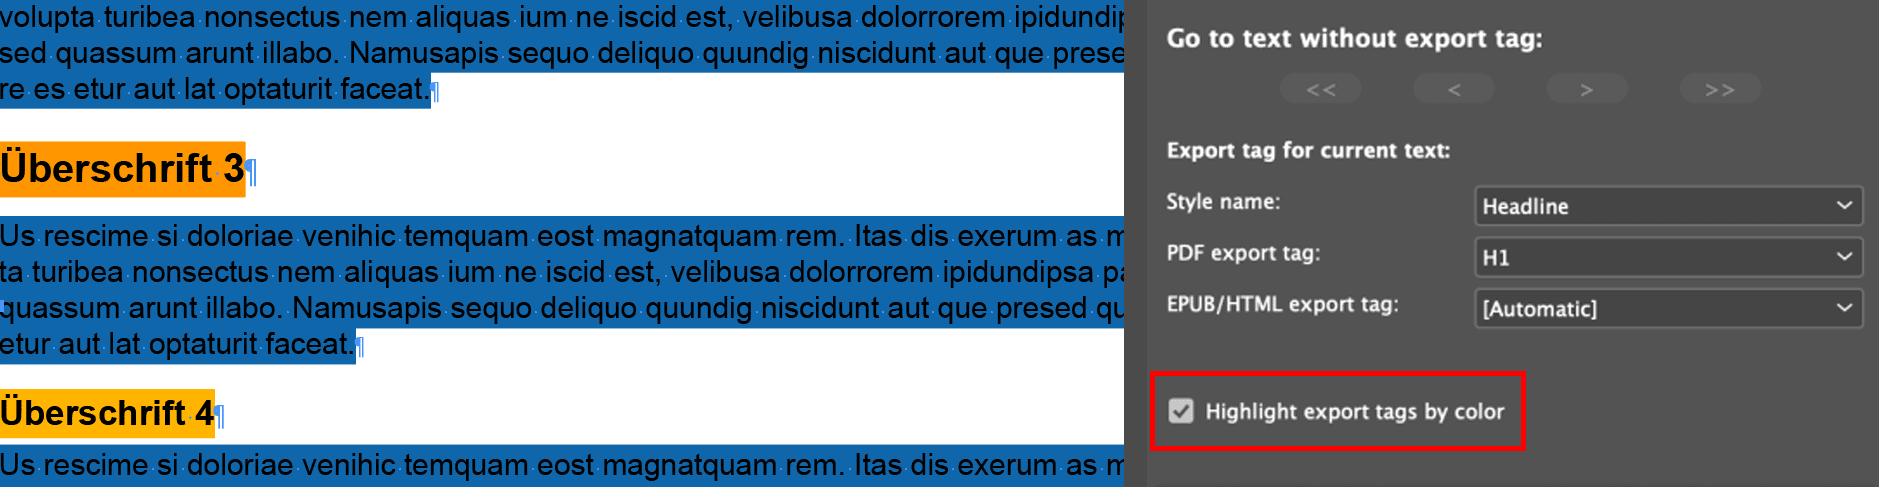 volupta turibea nonsectus nem aliquas ium ne iscid est, velibusa dolorrorem
sed quassum arunt illabo. Namusapis sequo deliquo quundig niscidunt aut que
re es etur aut lat optaturit faceat.¶
Überschrift 3¶
Us rescime si doloriae venihic temquam eost magnatquam rem. Itas dis exerum as
ta turibea nonsectus nem aliquas ium ne iscid est, velibusa dolorrorem ipidundipsa
quassum arunt illabo. Namusapis sequo deliquo quundig niscidunt aut que presed
etur aut lat optaturit faceat.¶
Überschrift 4¶
Us rescime si doloriae venihic temquam eost magnatquam rem. Itas dis exerum as
Go to text without export tag:
<< < > >>
Export tag for current text:
Style name: Headline
PDF export tag: H1
EPUB/HTML export tag: [Automatic]
Highlight export tags by color